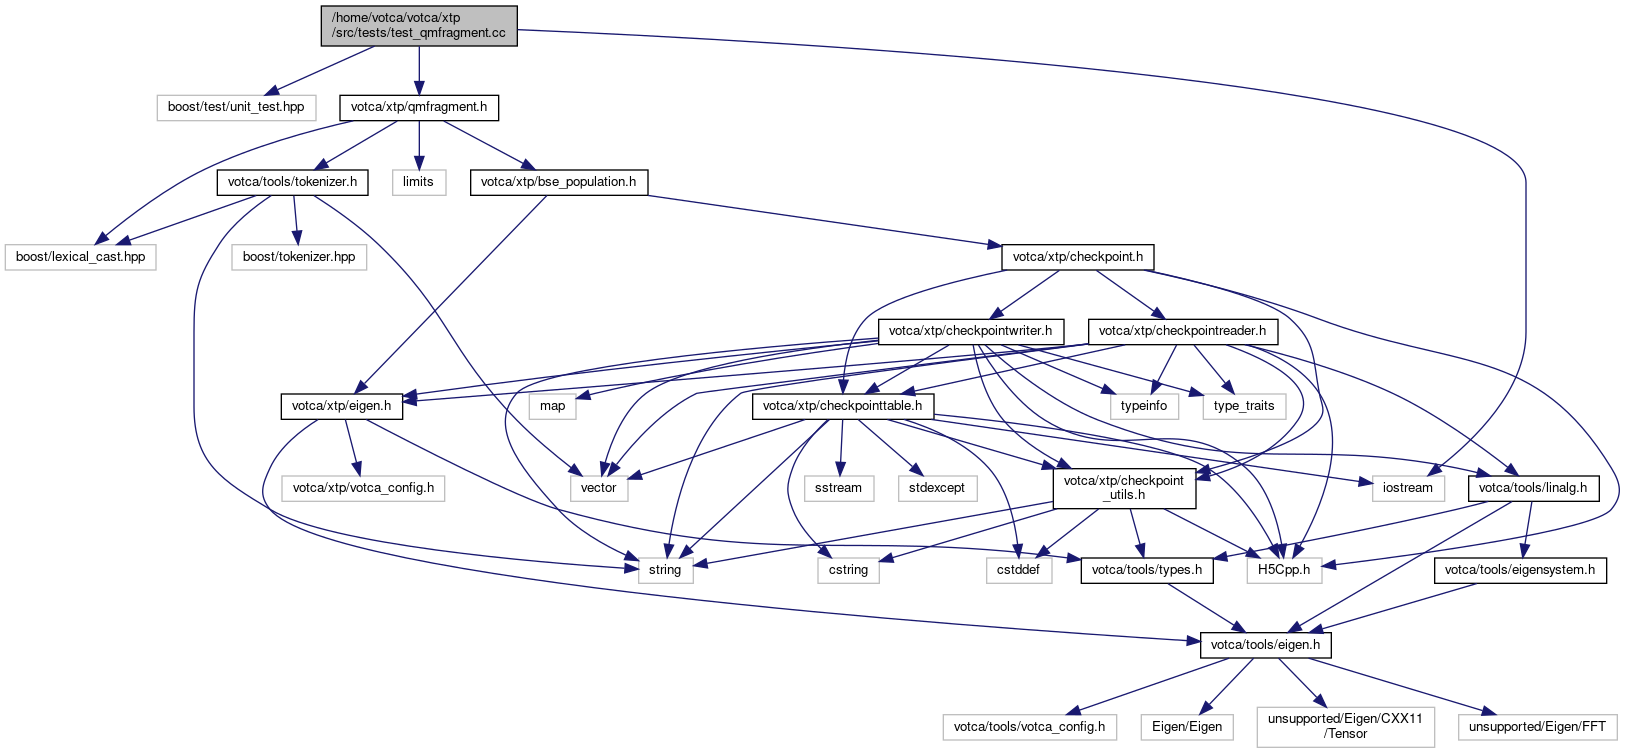 /home/votca/votca/xtp
/src/tests/test_qmfragment.cc
boost/test/unit_test.hpp
votca/xtp/qmfragment.h
votca/tools/tokenizer.h
limits
votca/xtp/bse_population.h
boost/lexical_cast.hpp
boost/tokenizer.hpp
votca/xtp/checkpoint.h
votca/xtp/checkpointwriter.h
votca/xtp/checkpointreader.h
votca/xtp/eigen.h
map
votca/xtp/checkpointtable.h
typeinfo
type_traits
votca/xtp/votca_config.h
vector
sstream
stdexcept
votca/xtp/checkpoint
_utils.h
iostream
votca/tools/linalg.h
string
cstring
cstddef
votca/tools/types.h
H5Cpp.h
votca/tools/eigensystem.h
votca/tools/eigen.h
votca/tools/votca_config.h
Eigen/Eigen
unsupported/Eigen/CXX11
/Tensor
unsupported/Eigen/FFT